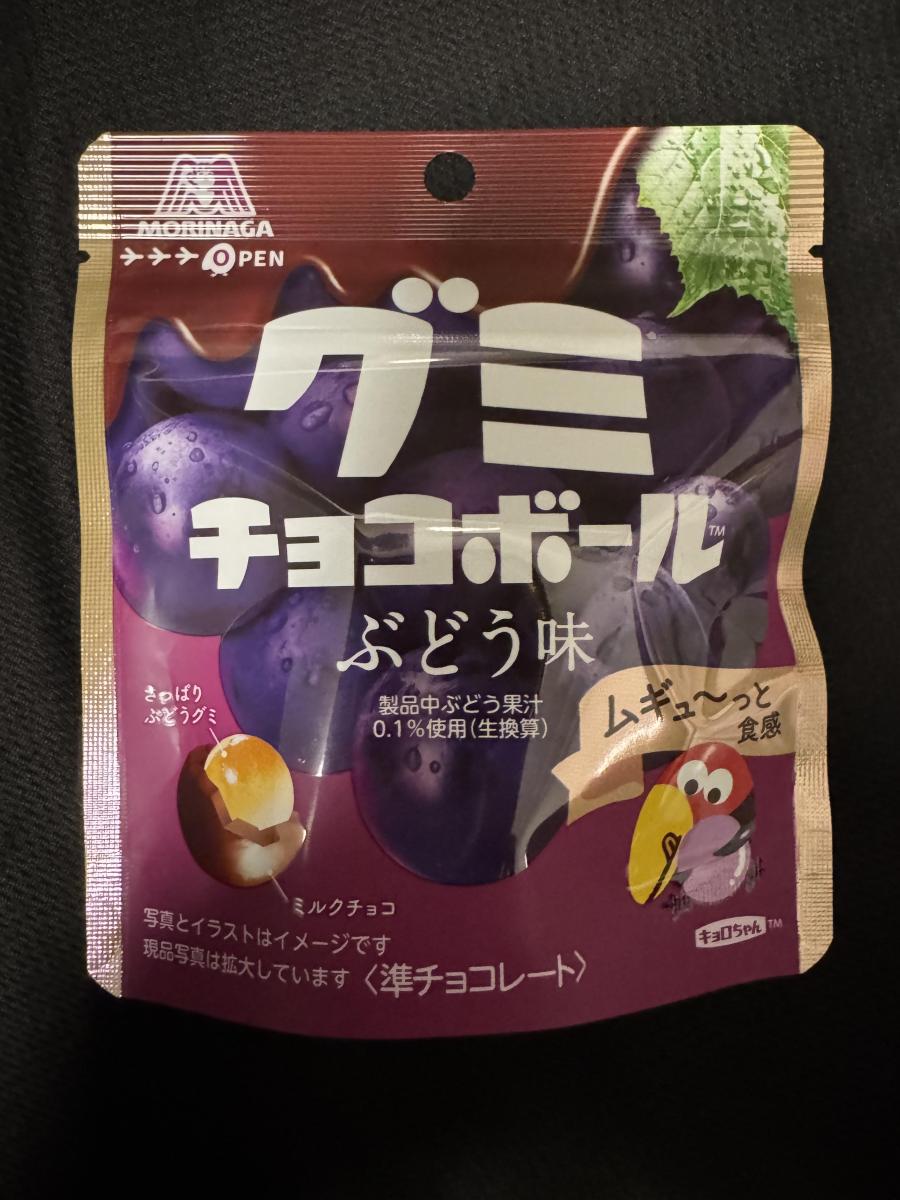 MORINAGA
OPEN
グミ
チョコボール™
ぶどう味
製品中ぶどう果汁
0.1%使用(生換算)
さっぱり
ぶどうグミ
ムギュ〜っと
食感
ミルクチョコ
キョロちゃん™
写真とイラストはイメージです
現品写真は拡大しています
〈準チョコレート〉